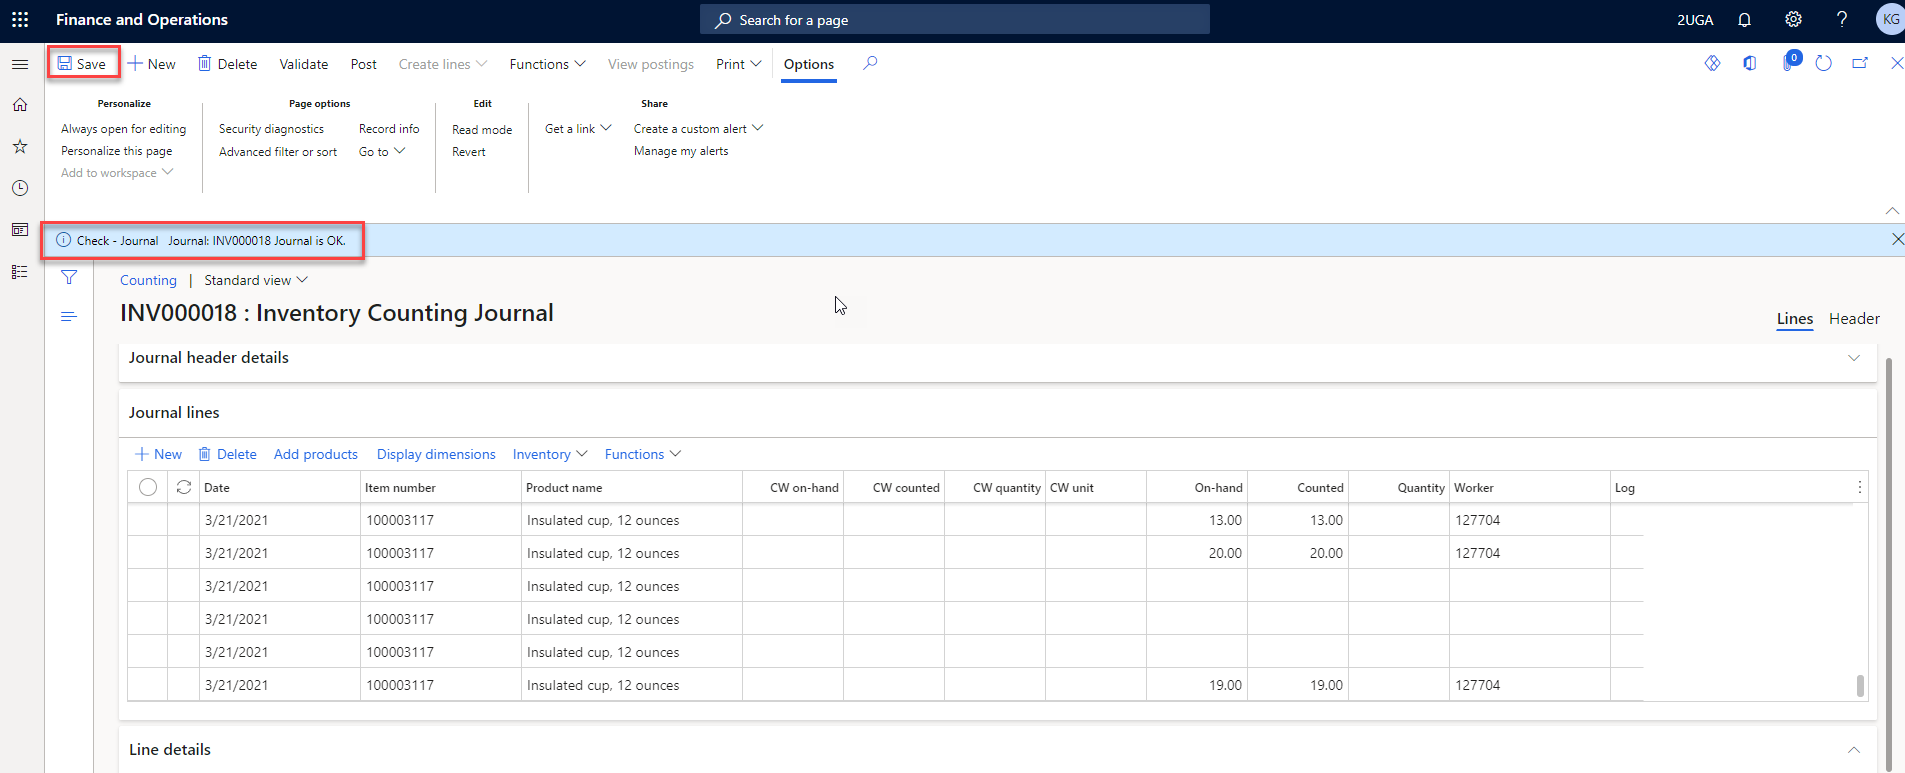 Finance and Operations
Search for a page
2UGA
KG
Save
New
Delete
Validate
Post
Create lines
Functions
View postings
Print
Options
0
Personalize
Always open for editing
Personalize this page
Add to workspace
Page options
Security diagnostics
Advanced filter or sort
Record info
Go to
Edit
Read mode
Revert
Share
Get a link
Create a custom alert
Manage my alerts
Check - Journal Journal: INV000018 Journal is OK.
Counting | Standard view
INV000018 : Inventory Counting Journal
Lines Header
Journal header details
Journal lines
New Delete Add products Display dimensions Inventory Functions
Date Item number Product name CW on-hand CW counted CW quantity CW unit On-hand Counted Quantity Worker Log
3/21/2021 100003117 Insulated cup, 12 ounces 13.00 13.00 127704
3/21/2021 100003117 Insulated cup, 12 ounces 20.00 20.00 127704
3/21/2021 100003117 Insulated cup, 12 ounces
3/21/2021 100003117 Insulated cup, 12 ounces
3/21/2021 100003117 Insulated cup, 12 ounces
3/21/2021 100003117 Insulated cup, 12 ounces 19.00 19.00 127704
Line details